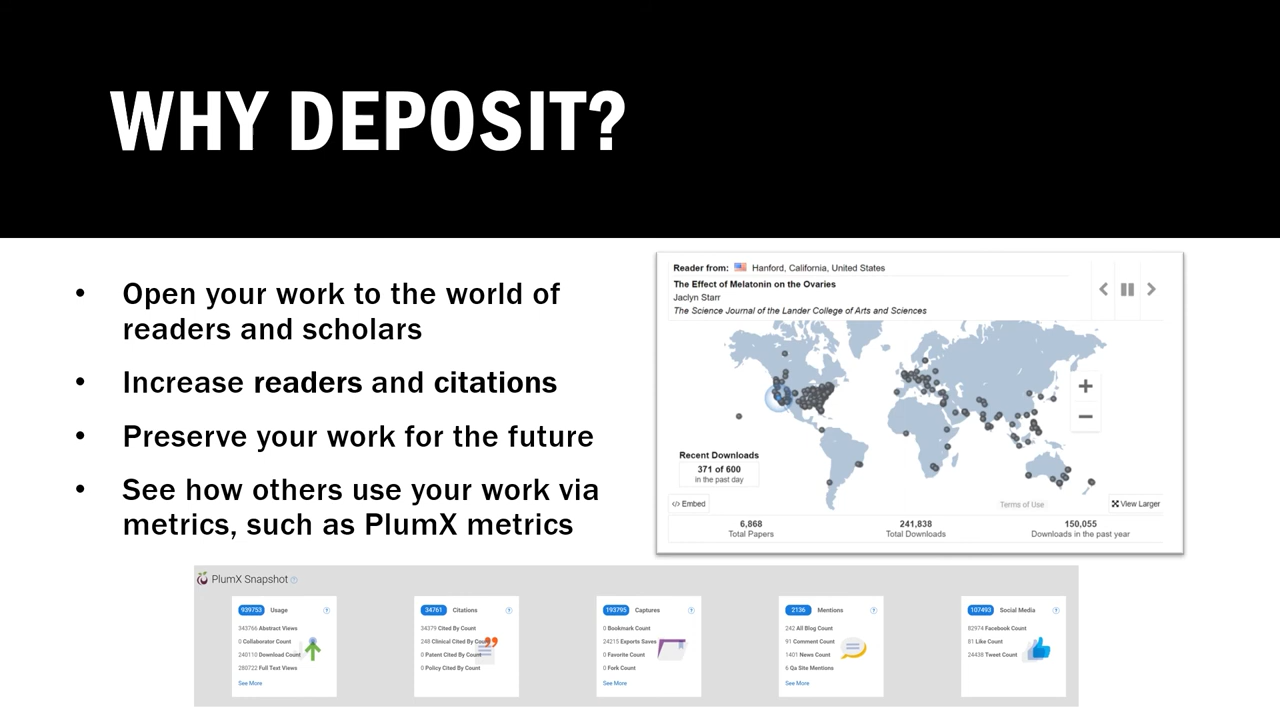 WHY DEPOSIT?
• Open your work to the world of
readers and scholars
• Increase readers and citations
• Preserve your work for the future
• See how others use your work via
metrics, such as PlumX metrics
Reader from: Hanford, California, United States
The Effect of Melatonin on the Ovaries
Jaclyn Starr
The Science Journal of the Lander College of Arts and Sciences
+
−
Recent Downloads
371 of 600
in the past day
</> Embed
Terms of Use
View Larger
6,868
Total Papers
241,838
Total Downloads
150,055
Downloads in the past year
PlumX Snapshot ?
939753 Usage
343766 Abstract Views
0 Collaborator Count
240110 Download Count
280722 Full Text Views
See More
34761 Citations
34379 Cited By Count
248 Clinical Cited By Count
0 Patent Cited By Count
0 Policy Cited By Count
193795 Captures
0 Bookmark Count
24215 Exports Saves
0 Favorite Count
0 Fork Count
2136 Mentions
242 All Blog Count
91 Comment Count
1401 News Count
6 Qa Site Mentions
See More
107493 Social Media
82974 Facebook Count
81 Like Count
24438 Tweet Count